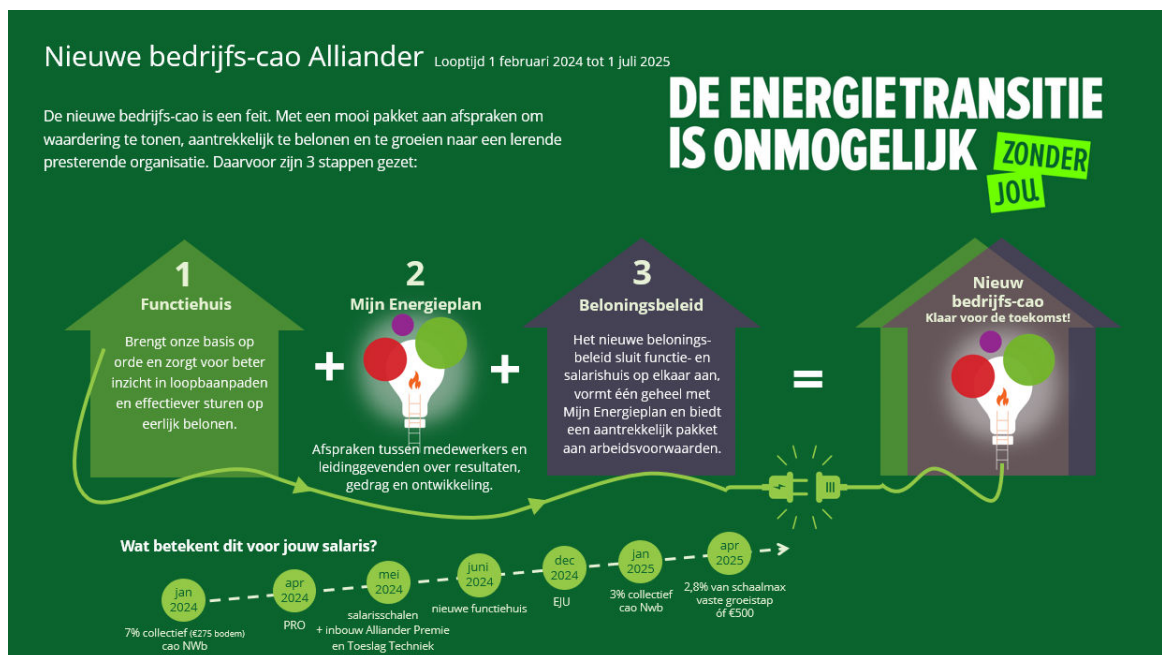 Nieuwe bedrijfs-cao Alliander Looptijd 1 februari 2024 tot 1 juli 2025
De nieuwe bedrijfs-cao is een feit. Met een mooi pakket aan afspraken om
waardering te tonen, aantrekkelijk te belonen en te groeien naar een lerende
presterende organisatie. Daarvoor zijn 3 stappen gezet:
DE ENERGIETRANSITIE
IS ONMOGELIJK ZONDER
JOU.
1
Functiehuis
Brengt onze basis op
orde en zorgt voor beter
inzicht in loopbaanpaden
en effectiever sturen op
eerlijk belonen.
+
2
Mijn Energieplan
Afspraken tussen medewerkers en
leidinggevenden over resultaten,
gedrag en ontwikkeling.
+
3
Beloningsbeleid
Het nieuwe belonings-
beleid sluit functie- en
salarishuis op elkaar aan,
vormt één geheel met
Mijn Energieplan en biedt
een aantrekkelijk pakket
aan arbeidsvoorwaarden.
=
Nieuw
bedrijfs-cao
Klaar voor de toekomst!
Wat betekent dit voor jouw salaris?
jan
2024
7% collectief (€275 bodem)
cao NWb
apr
2024
PRO
mei
2024
salarisschalen
+ inbouw Alliander Premie
en Toeslag Techniek
juni
2024
nieuwe functiehuis
dec
2024
EJU
jan
2025
3% collectief
cao Nwb
apr
2025
2,8% van schaalmax
vaste groeistap
óf €500